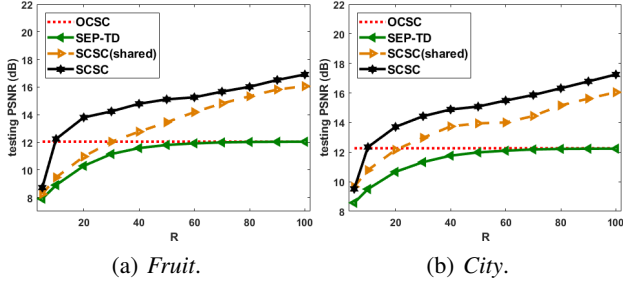 22
20
18
16
14
12
10
8
testing PSNR (dB)
OCSC
SEP-TD
SCSC(shared)
SCSC
20 40 60 80 100
R
(a) Fruit.
22
20
18
16
14
12
10
8
testing PSNR (dB)
OCSC
SEP-TD
SCSC(shared)
SCSC
20 40 60 80 100
R
(b) City.